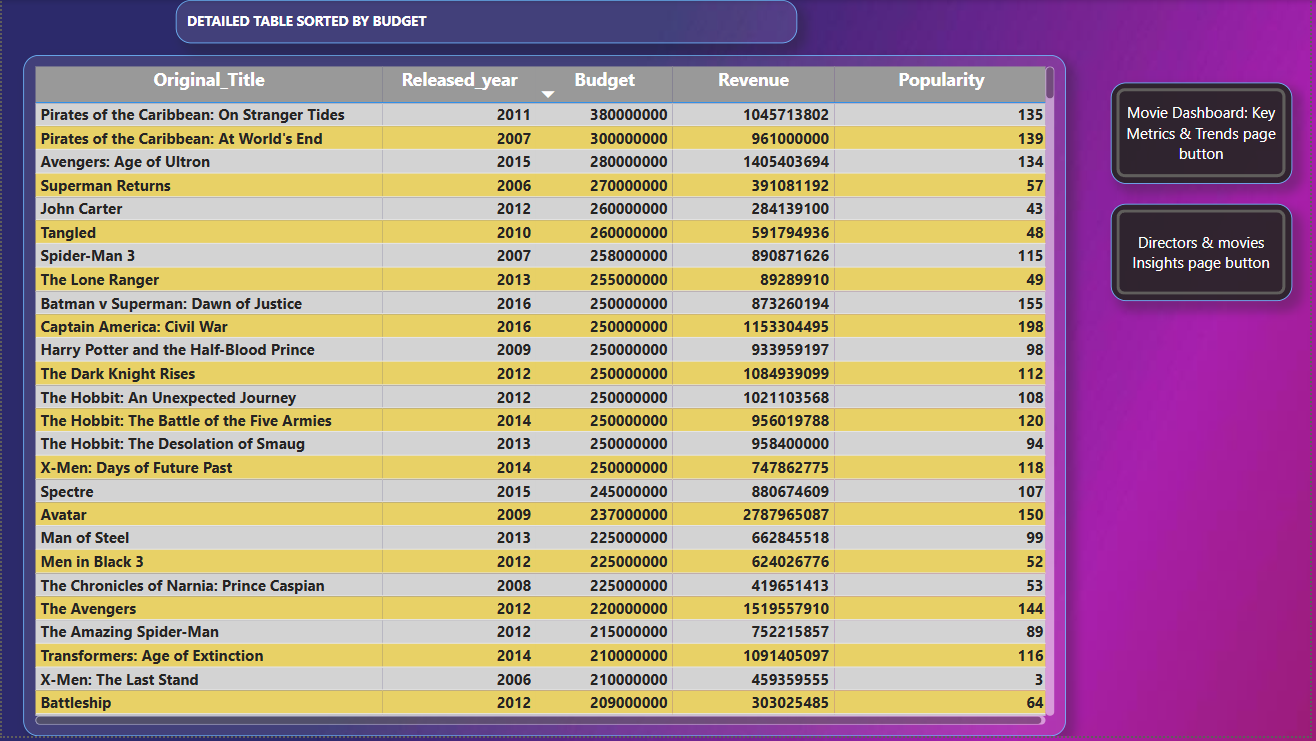 DETAILED TABLE SORTED BY BUDGET
Original_Title Released_year Budget Revenue Popularity
Pirates of the Caribbean: On Stranger Tides 2011 380000000 1045713802 135
Pirates of the Caribbean: At World's End 2007 300000000 961000000 139
Avengers: Age of Ultron 2015 280000000 1405403694 134
Superman Returns 2006 270000000 391081192 57
John Carter 2012 260000000 284139100 43
Tangled 2010 260000000 591794936 48
Spider-Man 3 2007 258000000 890871626 115
The Lone Ranger 2013 255000000 89289910 49
Batman v Superman: Dawn of Justice 2016 250000000 873260194 155
Captain America: Civil War 2016 250000000 1153304495 198
Harry Potter and the Half-Blood Prince 2009 250000000 933959197 98
The Dark Knight Rises 2012 250000000 1084939099 112
The Hobbit: An Unexpected Journey 2012 250000000 1021103568 108
The Hobbit: The Battle of the Five Armies 2014 250000000 956019788 120
The Hobbit: The Desolation of Smaug 2013 250000000 958400000 94
X-Men: Days of Future Past 2014 250000000 747862775 118
Spectre 2015 245000000 880674609 107
Avatar 2009 237000000 2787965087 150
Man of Steel 2013 225000000 662845518 99
Men in Black 3 2012 225000000 624026776 52
The Chronicles of Narnia: Prince Caspian 2008 225000000 419651413 53
The Avengers 2012 220000000 1519557910 144
The Amazing Spider-Man 2012 215000000 752215857 89
Transformers: Age of Extinction 2014 210000000 1091405097 116
X-Men: The Last Stand 2006 210000000 459359555 3
Battleship 2012 209000000 303025485 64
Movie Dashboard: Key
Metrics & Trends page
button
Directors & movies
Insights page button